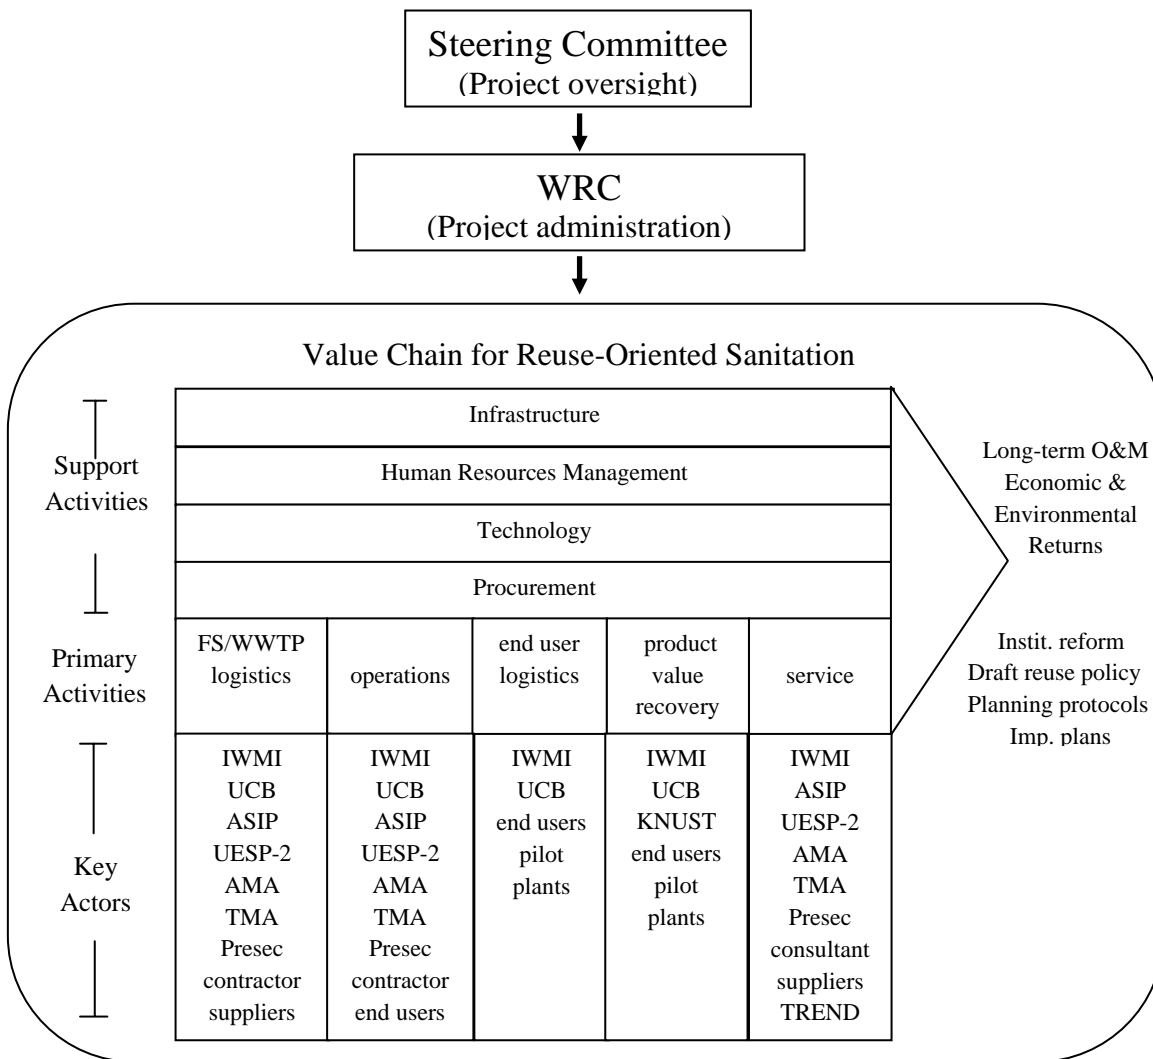 Steering Committee
(Project oversight)
WRC
(Project administration)
Value Chain for Reuse-Oriented Sanitation
Support
Activities
Infrastructure
Human Resources Management
Technology
Procurement
Primary
Activities
FS/WWTP
logistics
operations
end user
logistics
product
value
recovery
service
Key
Actors
IWMI
UCB
ASIP
UESP-2
AMA
TMA
Presec
contractor
suppliers
IWMI
UCB
ASIP
UESP-2
AMA
TMA
Presec
contractor
end users
IWMI
UCB
end users
pilot
plants
IWMI
UCB
KNUST
end users
pilot
plants
IWMI
ASIP
UESP-2
AMA
TMA
Presec
consultant
suppliers
TREND
Long-term O&M
Economic &
Environmental
Returns
Instit. reform
Draft reuse policy
Planning protocols
Imp. plans